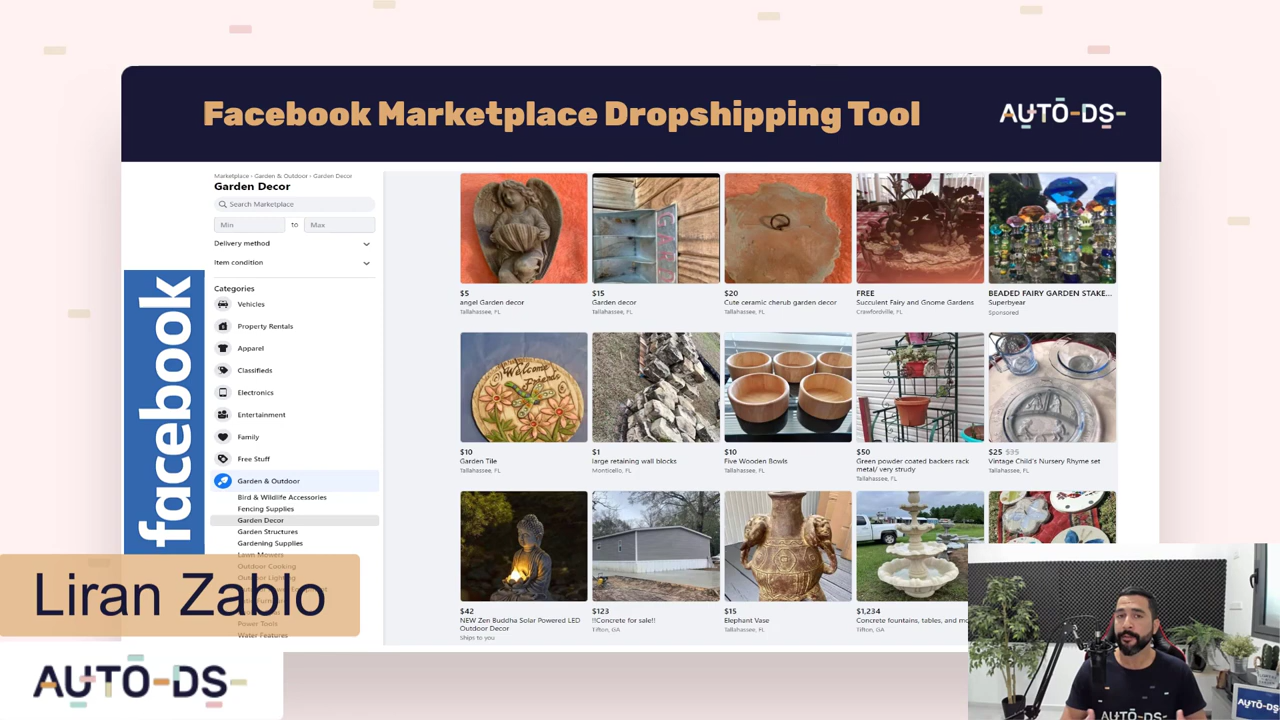 Facebook Marketplace Dropshipping Tool
AUTO-DS-
Marketplace › Garden & Outdoor › Garden Decor
Garden Decor
Search Marketplace
Min to Max
Delivery method
Item condition
Categories
Vehicles
Property Rentals
Apparel
Classifieds
Electronics
Entertainment
Family
Free Stuff
Garden & Outdoor
Bird & Wildlife Accessories
Fencing Supplies
Garden Decor
Garden Structures
Gardening Supplies
Lawn Mowers
Outdoor Cooking
Outdoor Lighting
Power Tools
Water Features
facebook
$5
angel Garden decor
Tallahassee, FL
$15
Garden decor
Tallahassee, FL
$20
Cute ceramic cherub garden decor
Tallahassee, FL
FREE
Succulent Fairy and Gnome Gardens
Crawfordville, FL
BEADED FAIRY GARDEN STAKE...
Superbyear
Sponsored
Welcome
Friends
$10
Garden Tile
Tallahassee, FL
$1
large retaining wall blocks
Monticello, FL
$10
Five Wooden Bowls
Tallahassee, FL
$50
Green powder coated backers rack
metal/ very strudy
Tallahassee, FL
$25 $35
Vintage Child's Nursery Rhyme set
Tallahassee, FL
$42
NEW Zen Buddha Solar Powered LED
Outdoor Decor
Ships to you
$123
!!Concrete for sale!!
Tifton, GA
$15
Elephant Vase
Tallahassee, FL
$1,234
Concrete fountains, tables, and mo
Tifton, GA
Liran Zablo
AUTO-DS-
AUTO-DS-
AUTO-DS-